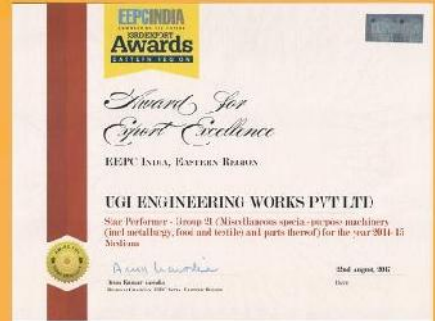 EEPCINDIA
Awards
EASTERN REGION
Award for
Export Excellence
EEPC INDIA, EASTERN REGION
UGI ENGINEERING WORKS PVT LTD
Star Performer - Group 21 (Miscellaneous special-purpose machinery
(incl metallurgy, food and textile) and parts thereof) for the year 2014-15
Medium
22nd august, 2017
Date